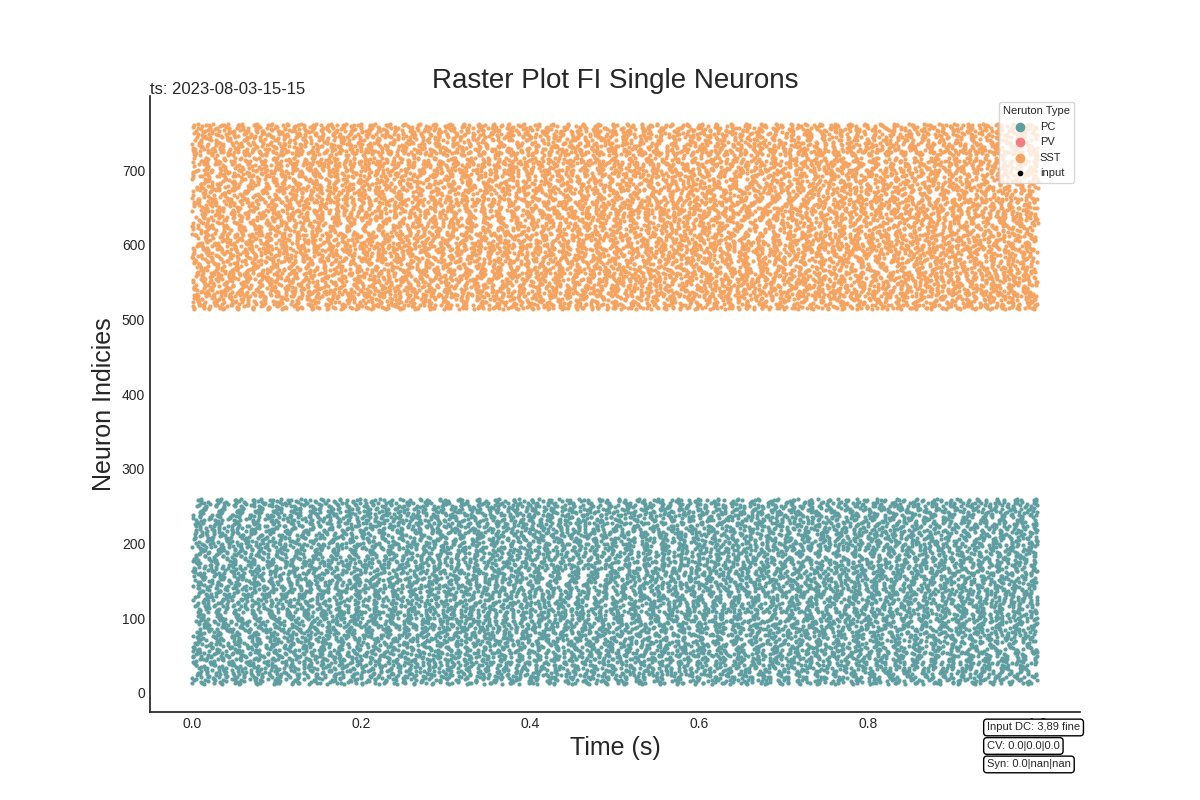 Raster Plot FI Single Neurons
ts: 2023-08-03-15-15
Neruton Type
PC
PV
SST
input
700
600
500
400
300
200
100
0
Neuron Indicies
0.0 0.2 0.4 0.6 0.8
Time (s)
Input DC: 3,89 fine
CV: 0.0|0.0|0.0
Syn: 0.0|nan|nan